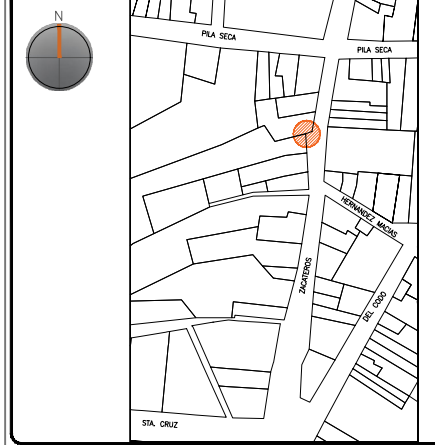 N
PILA SECA
PILA SECA
HERNANDEZ MACIAS
ZACATEROS
DEL CODO
STA. CRUZ